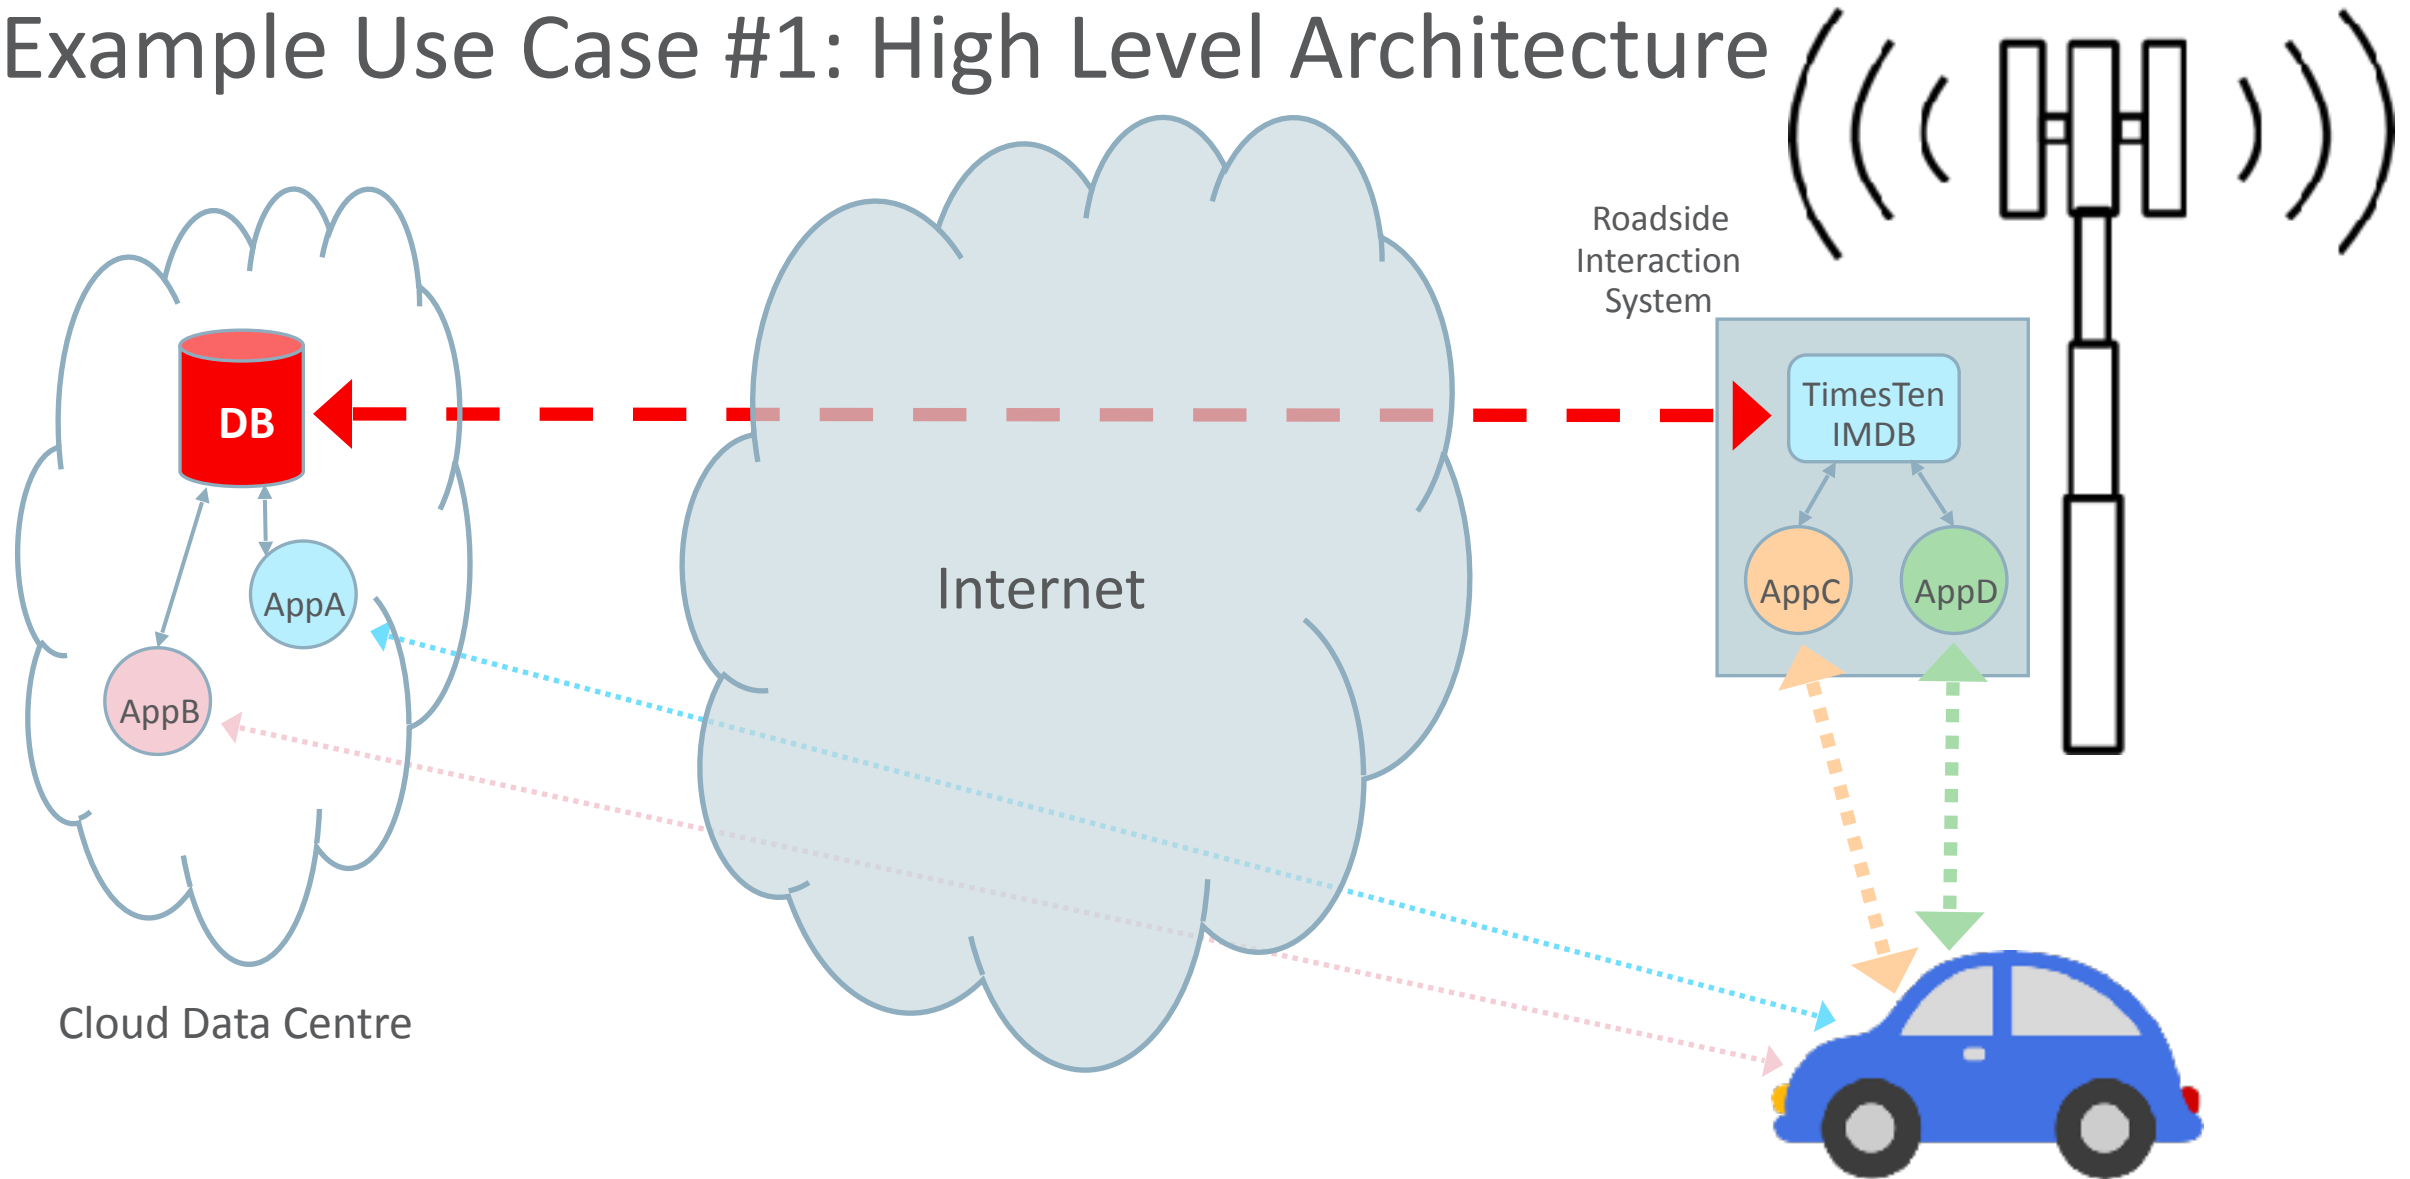 Example Use Case #1: High Level Architecture
Roadside
Interaction
System
DB
TimesTen
IMDB
Internet
AppA
AppC
AppD
AppB
Cloud Data Centre